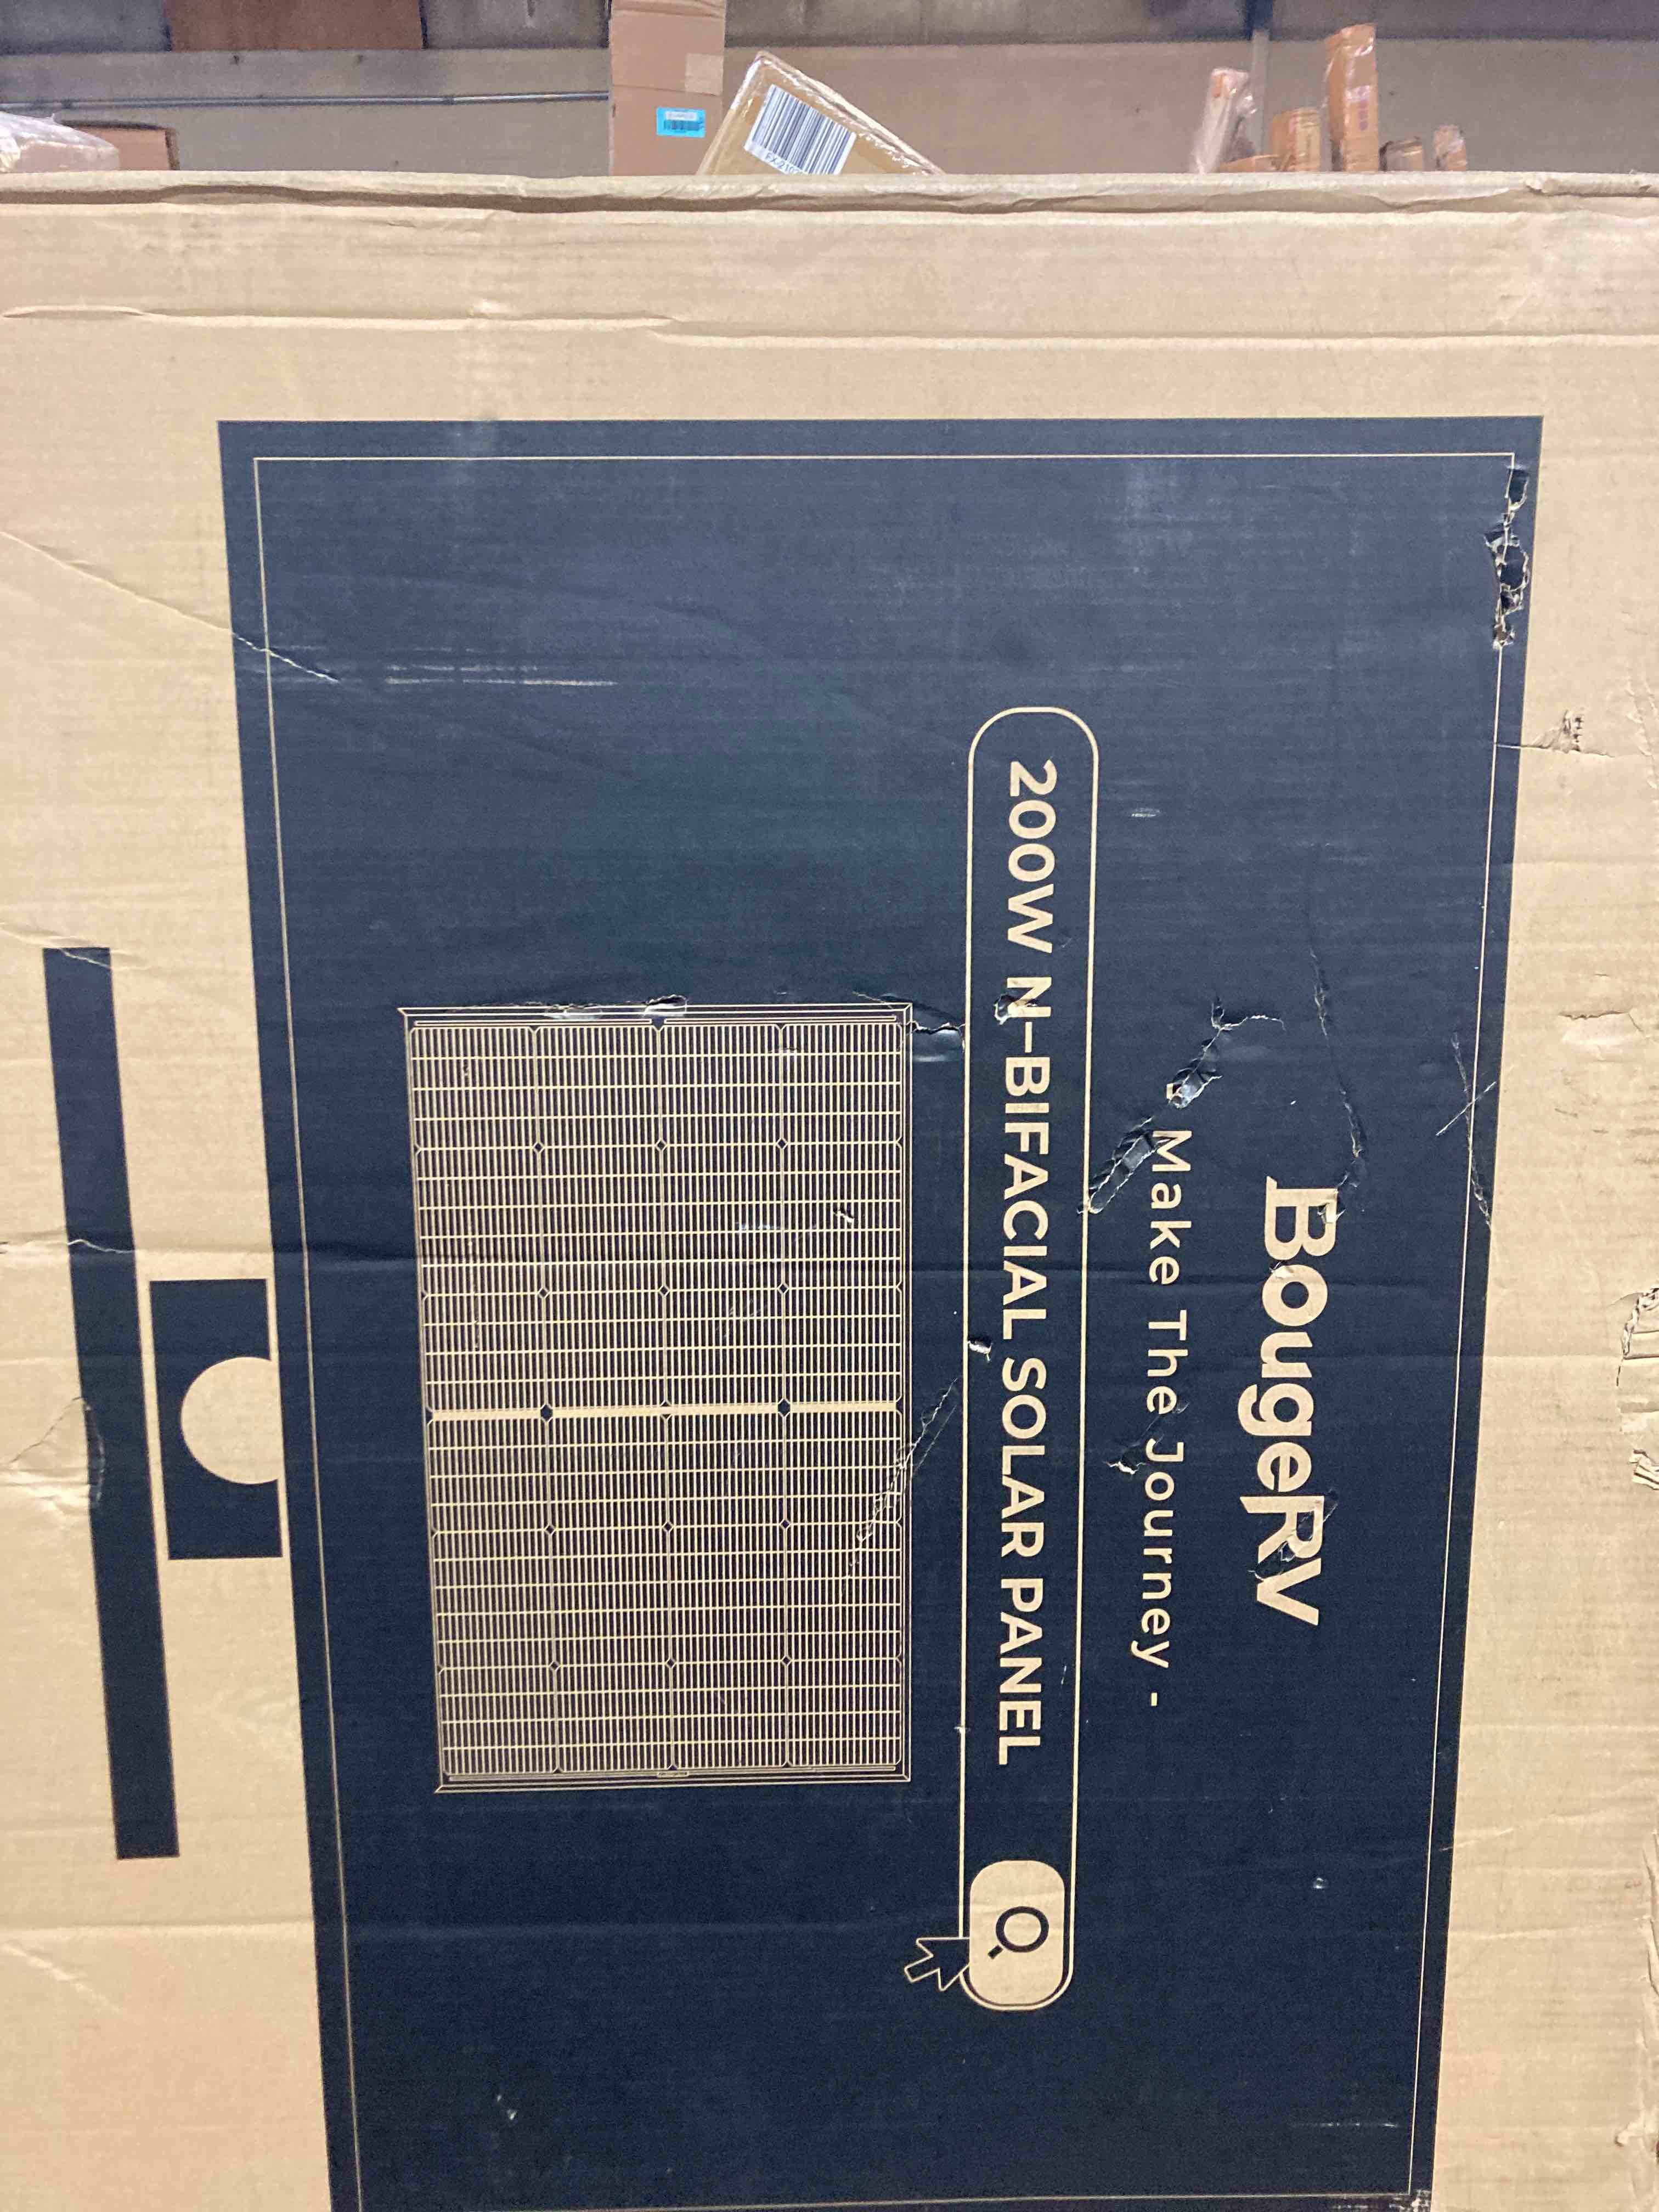 BougeRV
- Make The Journey -
200W N-BIFACIAL SOLAR PANEL